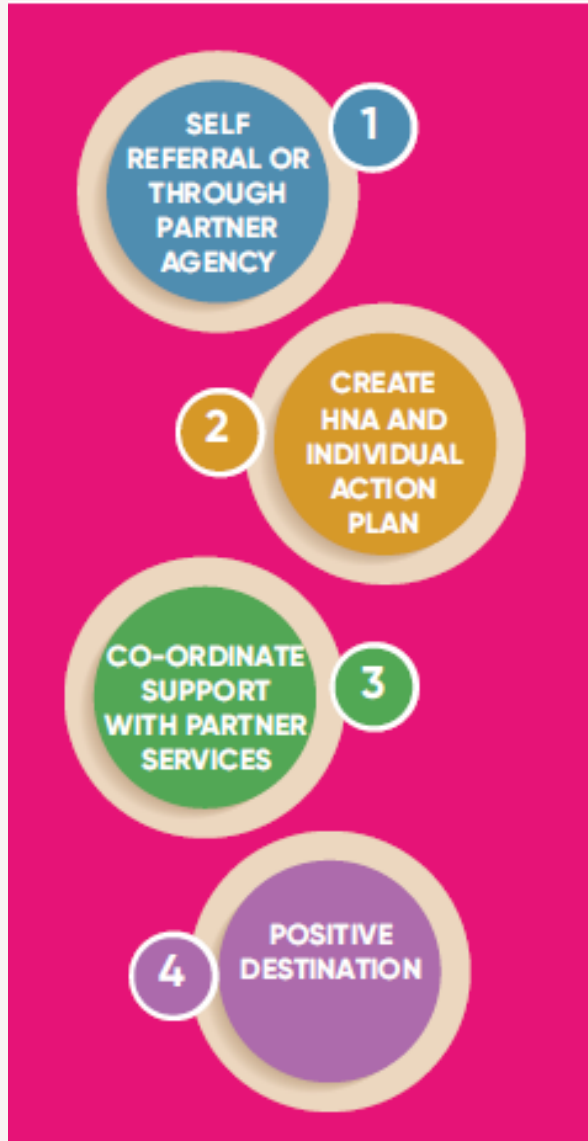 SELF
REFERRAL OR
THROUGH
PARTNER
AGENCY
1
2
CREATE
HNA AND
INDIVIDUAL
ACTION
PLAN
CO-ORDINATE
SUPPORT
WITH PARTNER
SERVICES
3
4
POSITIVE
DESTINATION